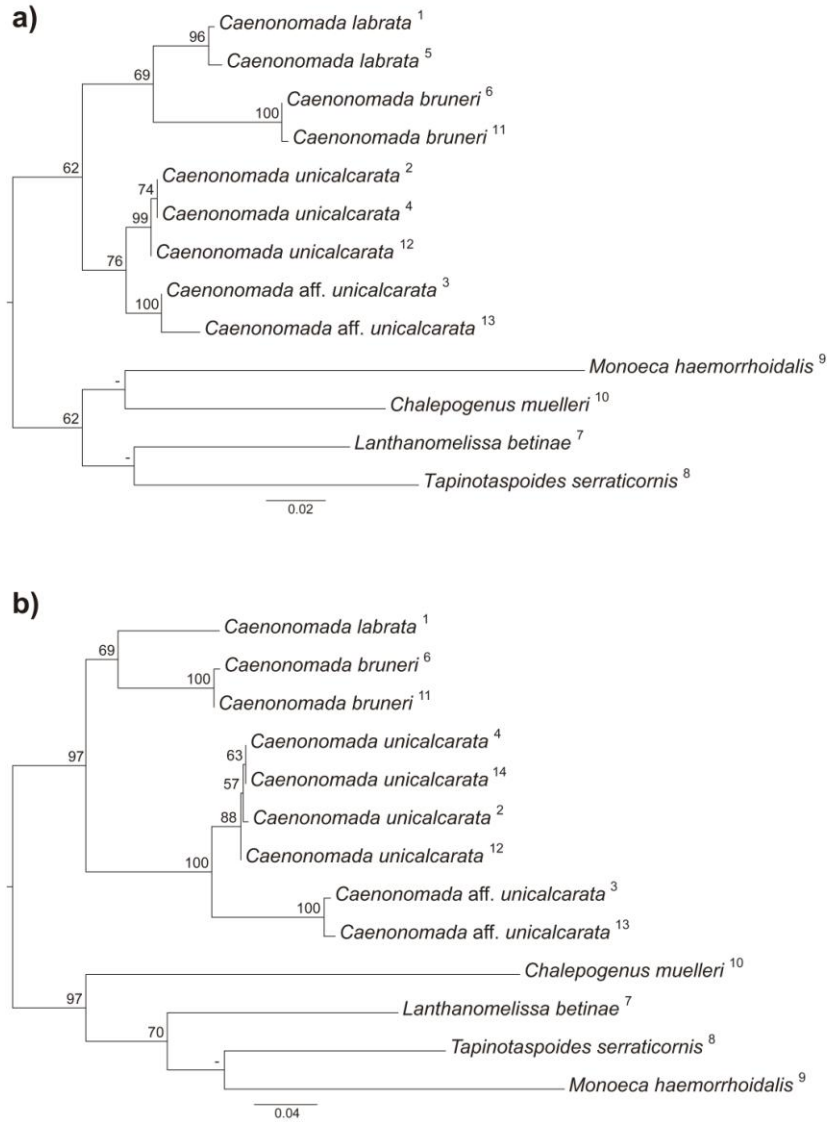 a)
Caenonomada labrata 1
96
Caenonomada labrata 5
69
Caenonomada bruneri 6
100
Caenonomada bruneri 11
62
Caenonomada unicalcarata 2
74
Caenonomada unicalcarata 4
99
Caenonomada unicalcarata 12
76
Caenonomada aff. unicalcarata 3
100
Caenonomada aff. unicalcarata 13
Monoeca haemorrhoidalis 9
-
Chalepogenus muelleri 10
62
Lanthanomelissa betinae 7
-
Tapinotaspoides serraticornis 8
0.02
b)
Caenonomada labrata 1
69
Caenonomada bruneri 6
100
Caenonomada bruneri 11
Caenonomada unicalcarata 4
63
97
Caenonomada unicalcarata 14
57
Caenonomada unicalcarata 2
88
Caenonomada unicalcarata 12
100
Caenonomada aff. unicalcarata 3
100
Caenonomada aff. unicalcarata 13
Chalepogenus muelleri 10
97
Lanthanomelissa betinae 7
70
Tapinotaspoides serraticornis 8
-
Monoeca haemorrhoidalis 9
0.04